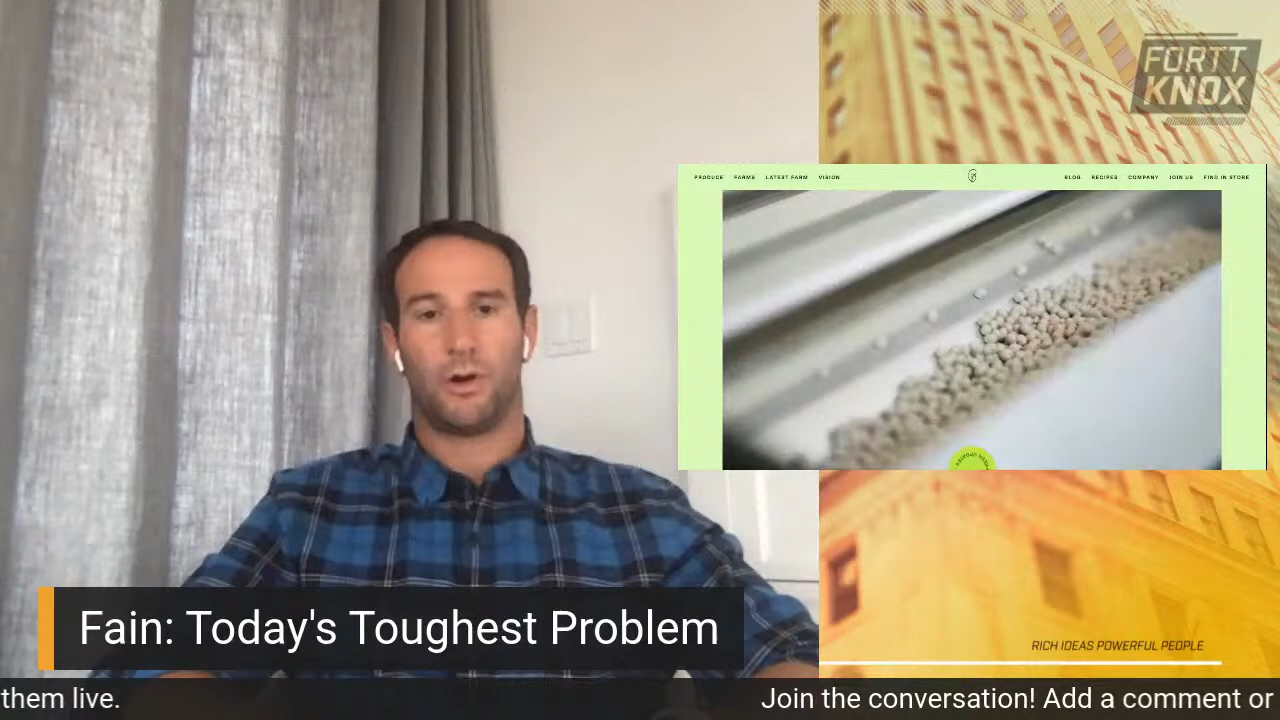 FORTT
KNOX
PRODUCE FARMS LATEST FARM VISION
BLOG RECIPES COMPANY JOIN US FIND IN STORE
Fain: Today's Toughest Problem
RICH IDEAS POWERFUL PEOPLE
them live.
Join the conversation! Add a comment or